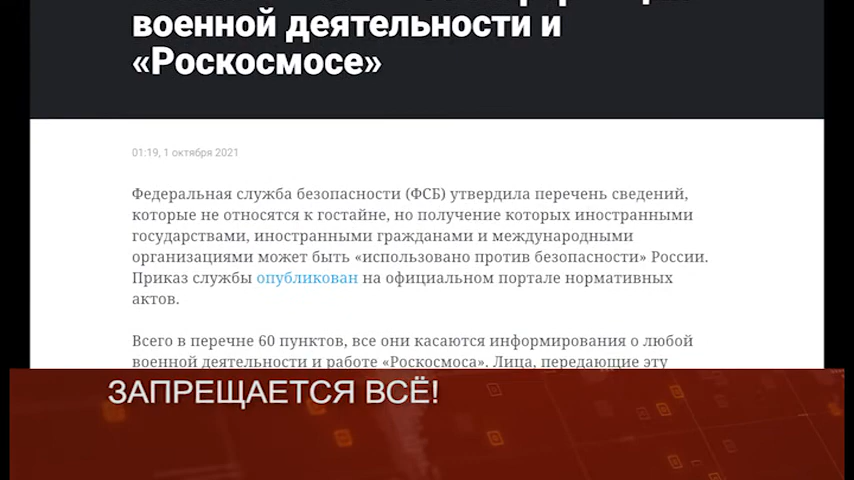 военной деятельности и
«Роскосмосе»
01:19, 1 октября 2021
Федеральная служба безопасности (ФСБ) утвердила перечень сведений,
которые не относятся к гостайне, но получение которых иностранными
государствами, иностранными гражданами и международными
организациями может быть «использовано против безопасности» России.
Приказ службы опубликован на официальном портале нормативных
актов.
Всего в перечне 60 пунктов, все они касаются информирования о любой
военной деятельности и работе «Роскосмоса». Лица, передающие эту
ЗАПРЕЩАЕТСЯ ВСЁ!